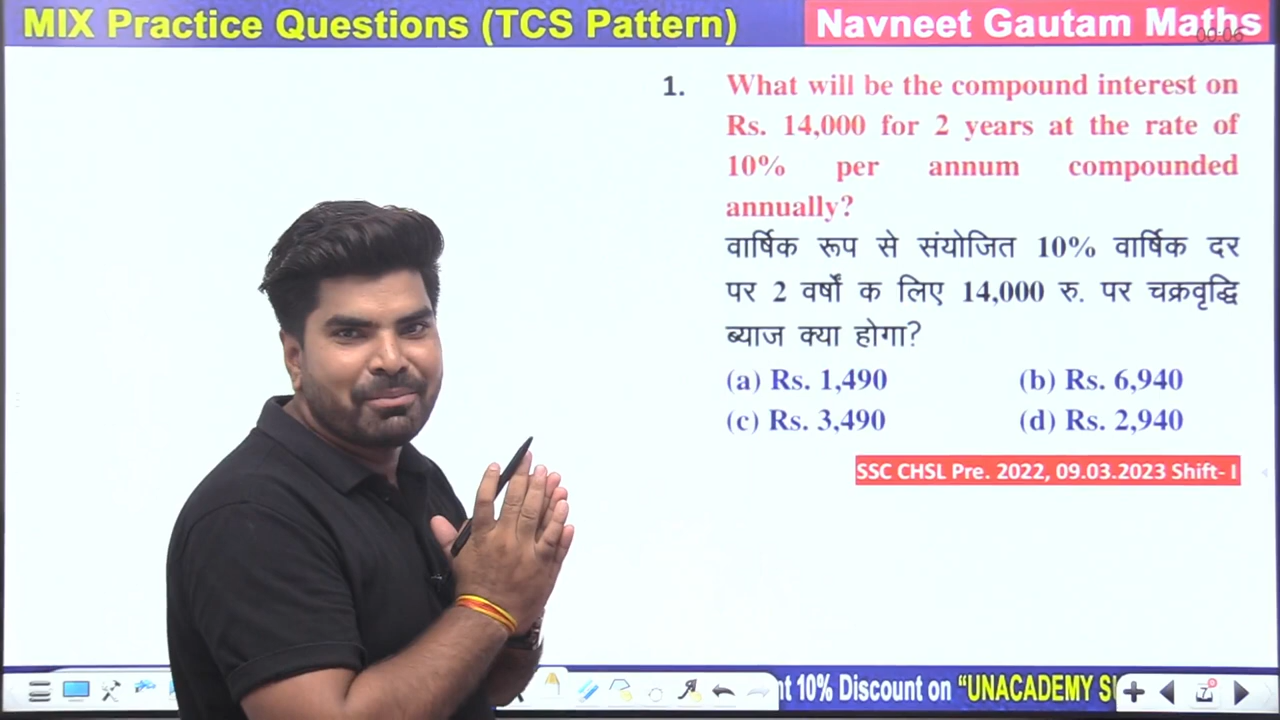 MIX Practice Questions (TCS Pattern)
Navneet Gautam Maths
00:06
1. What will be the compound interest on
Rs. 14,000 for 2 years at the rate of
10% per annum compounded
annually?
वार्षिक रूप से संयोजित 10% वार्षिक दर
पर 2 वर्षों क लिए 14,000 रु. पर चक्रवृद्धि
ब्याज क्या होगा?
(a) Rs. 1,490 (b) Rs. 6,940
(c) Rs. 3,490 (d) Rs. 2,940
SSC CHSL Pre. 2022, 09.03.2023 Shift- I
nt 10% Discount on “UNACADEMY
7